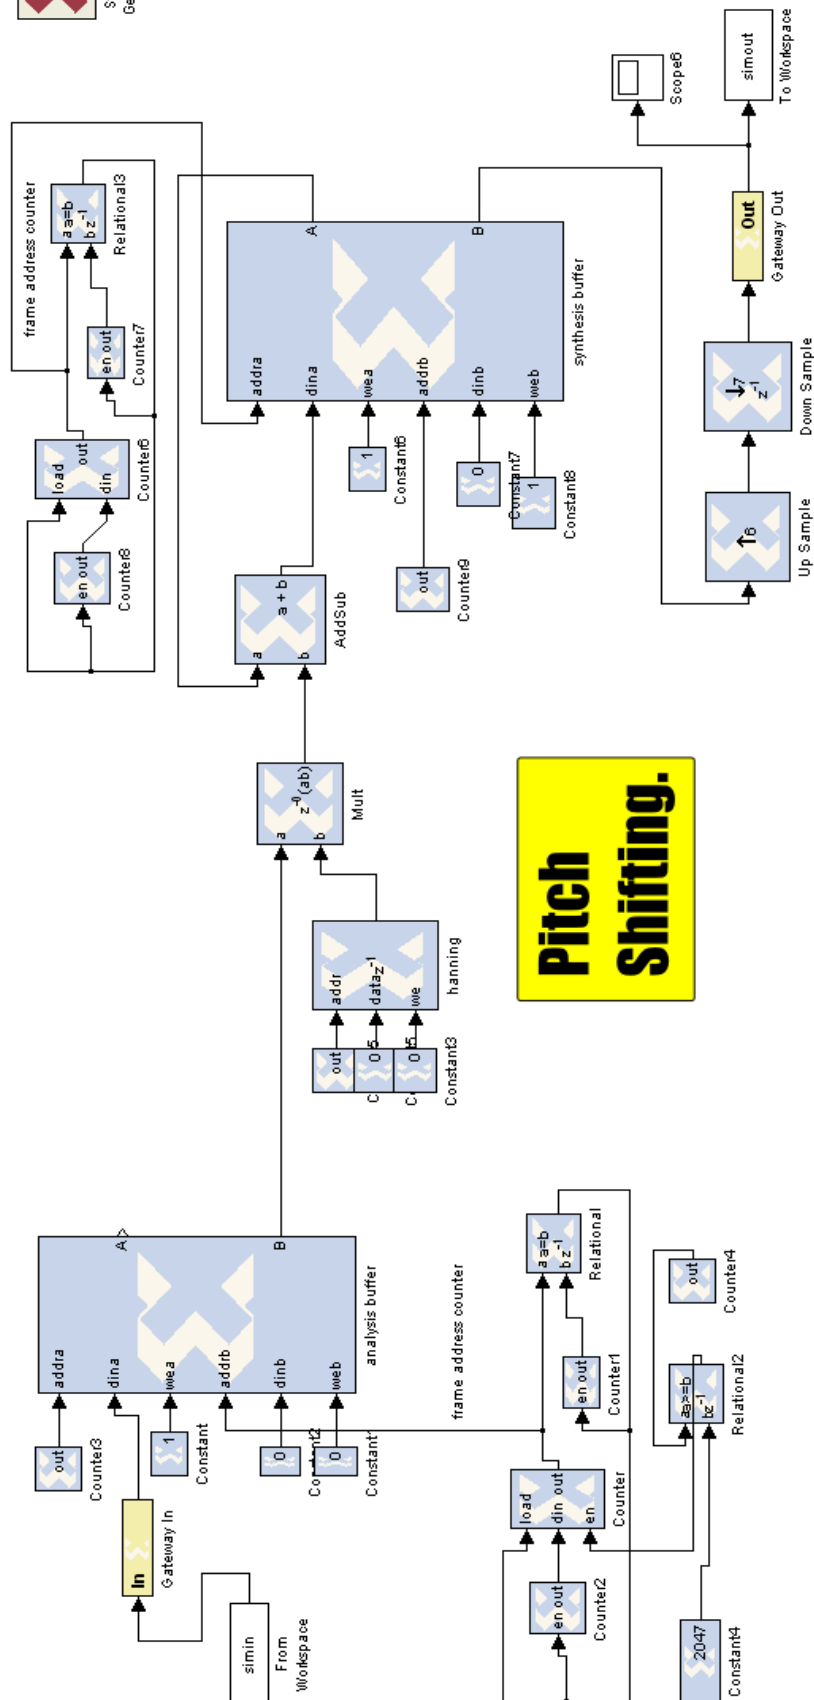 S
Ge
frame address counter
a
a=b
b
z⁻¹
Relational3
en out
Counter7
load
out
din
Counter6
en out
Counter8
A
B
addra
dina
wea
addrb
dinb
web
synthesis buffer
1
Constant6
0
Constant7
1
Constant8
out
Counter9
a
b
a + b
AddSub
Scope6
simout
To Workspace
Out
Gateway Out
↓7
z⁻¹
Down Sample
↑6
Up Sample
a
b
z⁻⁰(ab)
Mult
addr
data
z⁻¹
we
hanning
out
0
0
C
C
Constant3
Pitch
Shifting.
A
B
addra
dina
wea
addrb
dinb
web
analysis buffer
out
Counter3
1
Constant
0
Constant2
0
Constant1
In
Gateway In
simin
From
Workspace
frame address counter
a
a=b
b
z⁻¹
Relational
en out
Counter1
load
din
out
en
Counter
en out
Counter2
out
Counter4
a
a>=b
b
z⁻¹
Relational2
2047
Constant4